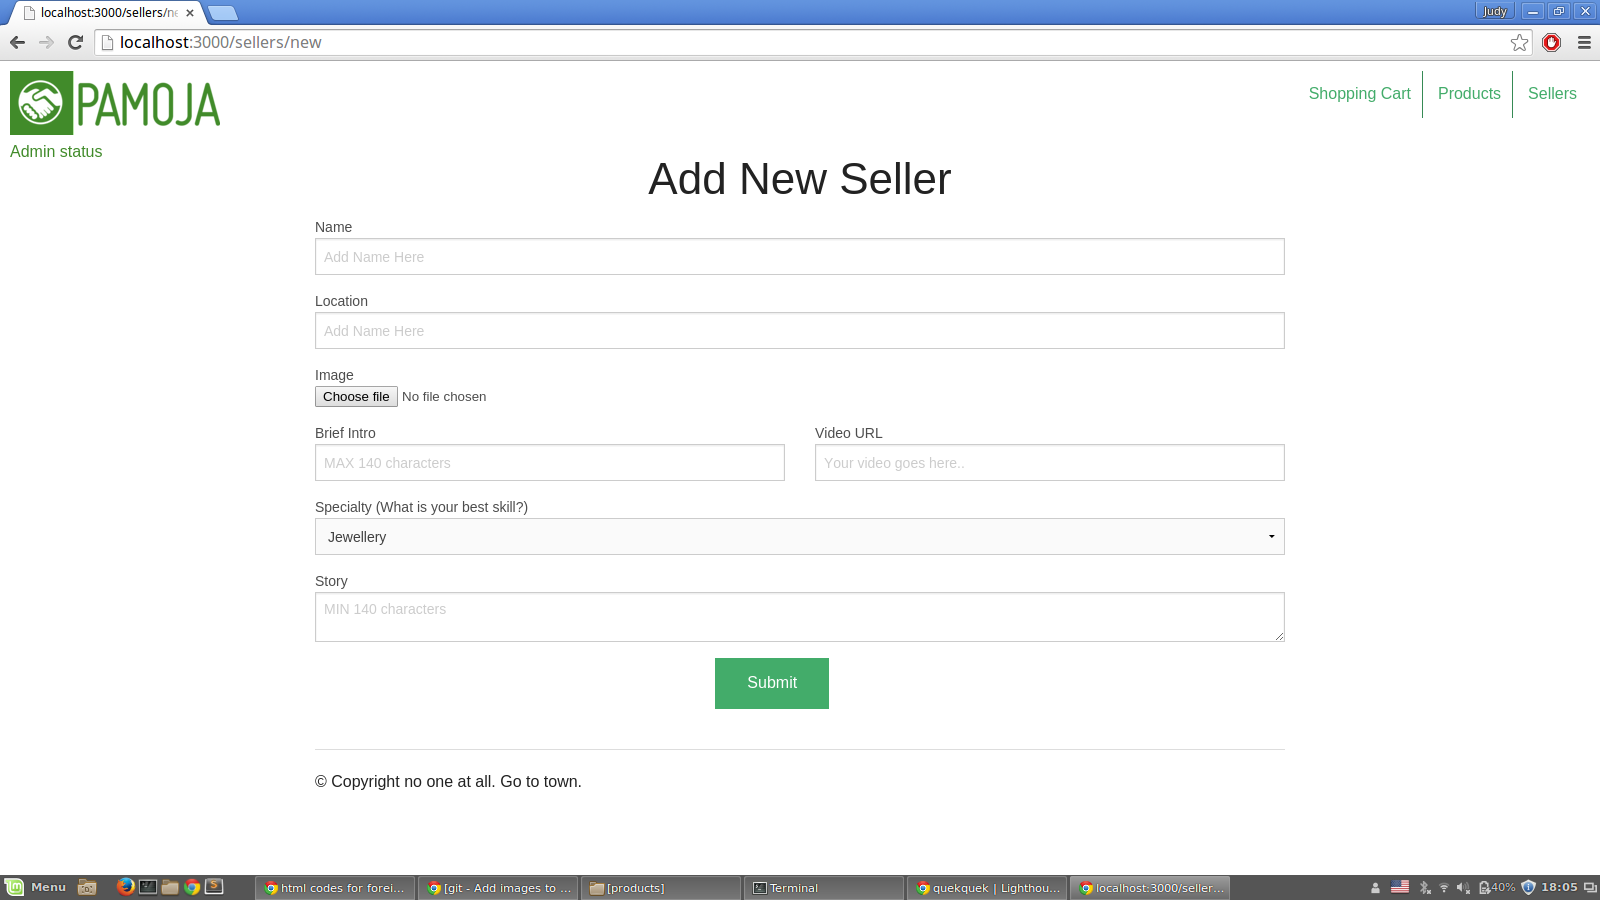 localhost:3000/sellers/ne
Judy
localhost:3000/sellers/new
PAMOJA
Shopping Cart
Products
Sellers
Admin status
Add New Seller
Name
Add Name Here
Location
Add Name Here
Image
Choose file No file chosen
Brief Intro
Video URL
MAX 140 characters
Your video goes here..
Specialty (What is your best skill?)
Jewellery
Story
MIN 140 characters
Submit
© Copyright no one at all. Go to town.
Menu
html codes for forei...
[git - Add images to ...
[products]
Terminal
quekquek | Lighthou...
localhost:3000/seller...
40%
18:05